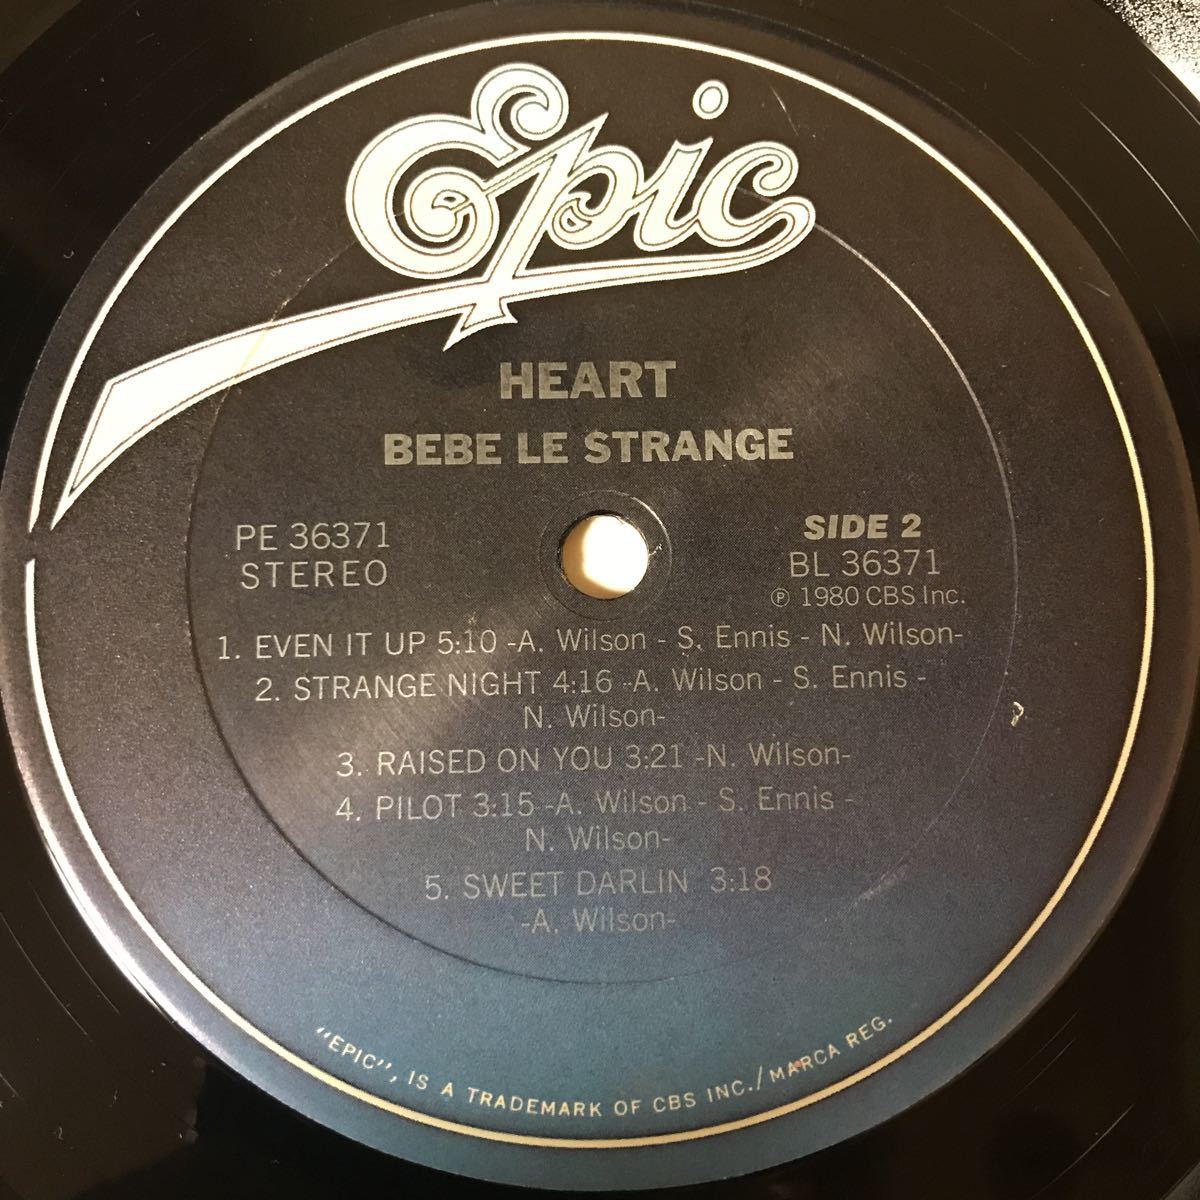 Epic
HEART
BEBE LE STRANGE
PE 36371
STEREO
SIDE 2
BL 36371
℗ 1980 CBS Inc.
1. EVEN IT UP 5:10 -A. Wilson - S. Ennis - N. Wilson-
2. STRANGE NIGHT 4:16 -A. Wilson - S. Ennis -
N. Wilson-
3. RAISED ON YOU 3:21 -N. Wilson-
4. PILOT 3:15 -A. Wilson - S. Ennis -
N. Wilson-
5. SWEET DARLIN 3:18
-A. Wilson-
"EPIC", IS A TRADEMARK OF CBS INC./MARCA REG.